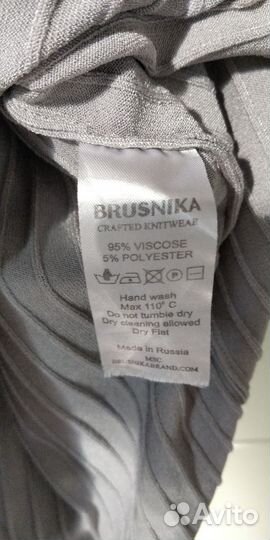 BRUSNIKA
CRAFTED KNITWEAR
95% VISCOSE
5% POLYESTER
Hand wash
Max 110° C
Do not tumble dry
Dry cleaning allowed
Dry Flat
Made in Russia
MSC
BRUSNIKABRAND.COM
Avito